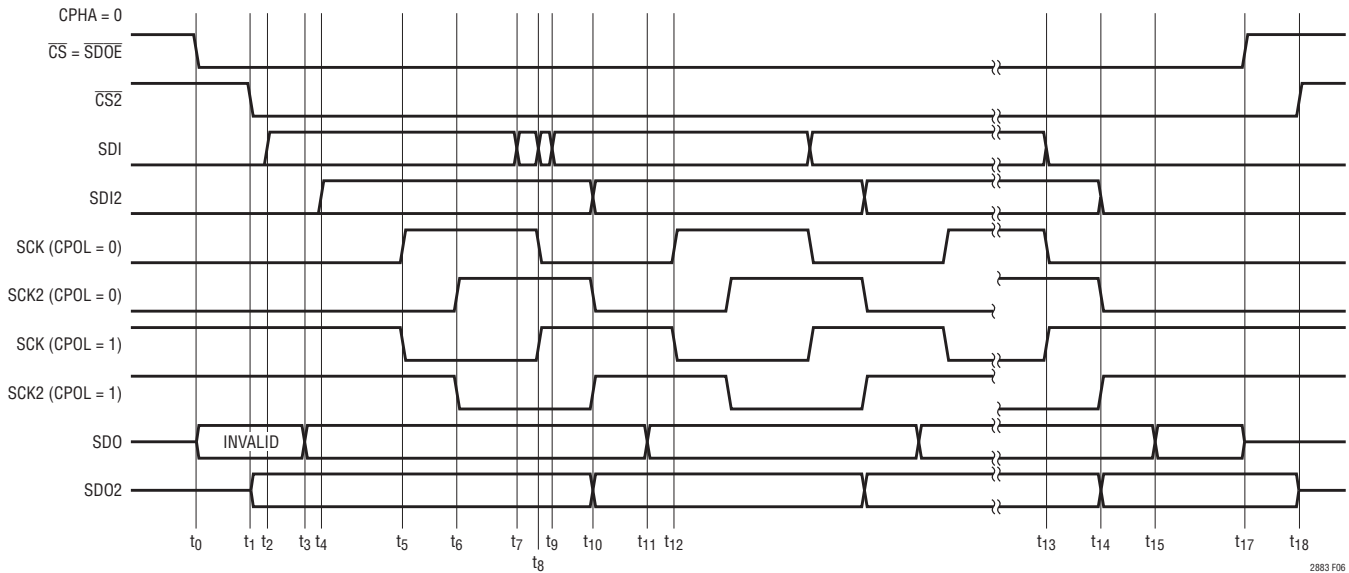 CPHA = 0
CS = SDOE
CS2
SDI
SDI2
SCK (CPOL = 0)
SCK2 (CPOL = 0)
SCK (CPOL = 1)
SCK2 (CPOL = 1)
SDO
INVALID
SDO2
t0 t1 t2 t3 t4 t5 t6 t7 t8 t9 t10 t11 t12 t13 t14 t15 t17 t18
2883 F06